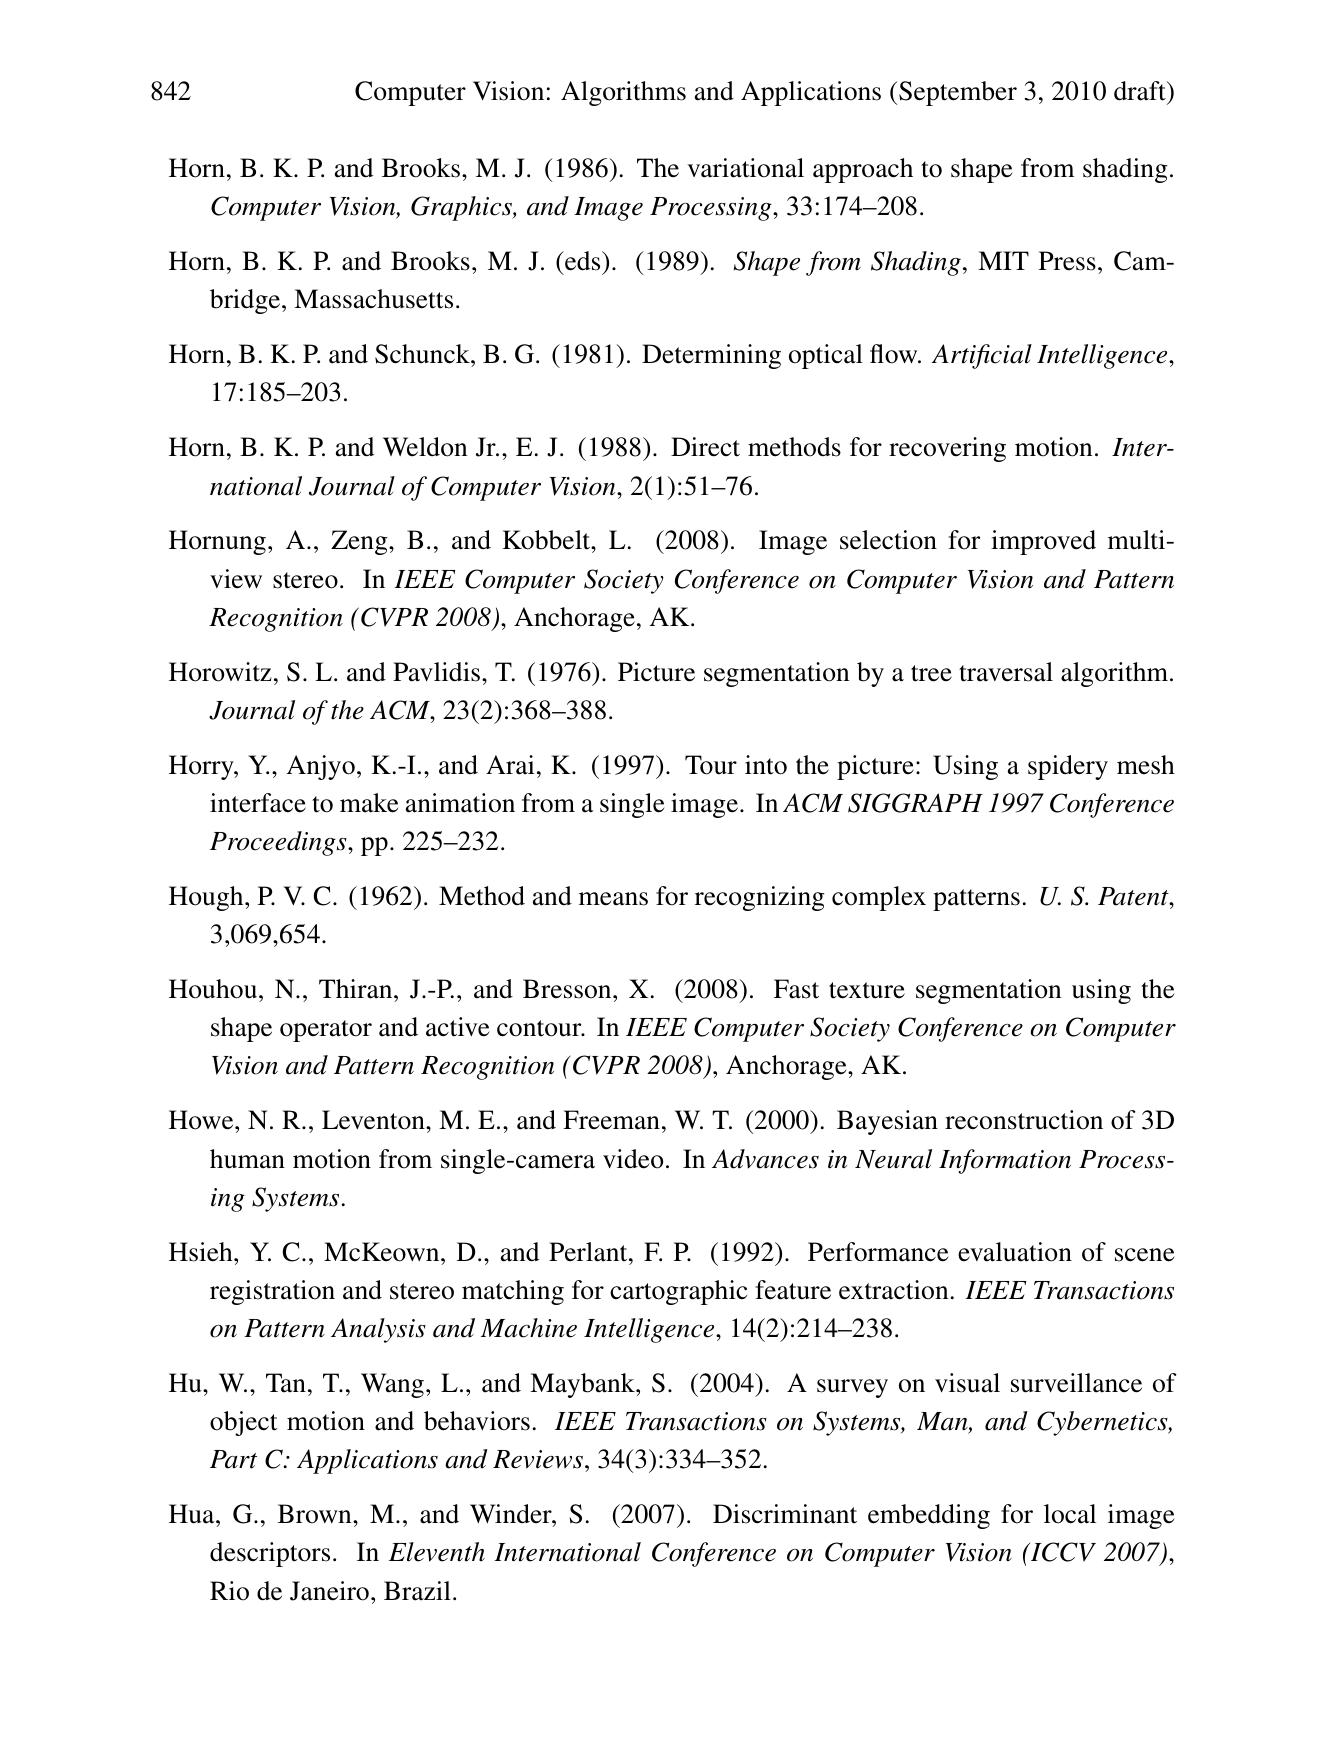 842 Computer Vision: Algorithms and Applications (September 3, 2010 draft)
Horn, B. K. P. and Brooks, M. J. (1986). The variational approach to shape from shading.
Computer Vision, Graphics, and Image Processing, 33:174–208.
Horn, B. K. P. and Brooks, M. J. (eds). (1989). Shape from Shading, MIT Press, Cam-
bridge, Massachusetts.
Horn, B. K. P. and Schunck, B. G. (1981). Determining optical flow. Artificial Intelligence,
17:185–203.
Horn, B. K. P. and Weldon Jr., E. J. (1988). Direct methods for recovering motion. Inter-
national Journal of Computer Vision, 2(1):51–76.
Hornung, A., Zeng, B., and Kobbelt, L. (2008). Image selection for improved multi-
view stereo. In IEEE Computer Society Conference on Computer Vision and Pattern
Recognition (CVPR 2008), Anchorage, AK.
Horowitz, S. L. and Pavlidis, T. (1976). Picture segmentation by a tree traversal algorithm.
Journal of the ACM, 23(2):368–388.
Horry, Y., Anjyo, K.-I., and Arai, K. (1997). Tour into the picture: Using a spidery mesh
interface to make animation from a single image. In ACM SIGGRAPH 1997 Conference
Proceedings, pp. 225–232.
Hough, P. V. C. (1962). Method and means for recognizing complex patterns. U. S. Patent,
3,069,654.
Houhou, N., Thiran, J.-P., and Bresson, X. (2008). Fast texture segmentation using the
shape operator and active contour. In IEEE Computer Society Conference on Computer
Vision and Pattern Recognition (CVPR 2008), Anchorage, AK.
Howe, N. R., Leventon, M. E., and Freeman, W. T. (2000). Bayesian reconstruction of 3D
human motion from single-camera video. In Advances in Neural Information Process-
ing Systems.
Hsieh, Y. C., McKeown, D., and Perlant, F. P. (1992). Performance evaluation of scene
registration and stereo matching for cartographic feature extraction. IEEE Transactions
on Pattern Analysis and Machine Intelligence, 14(2):214–238.
Hu, W., Tan, T., Wang, L., and Maybank, S. (2004). A survey on visual surveillance of
object motion and behaviors. IEEE Transactions on Systems, Man, and Cybernetics,
Part C: Applications and Reviews, 34(3):334–352.
Hua, G., Brown, M., and Winder, S. (2007). Discriminant embedding for local image
descriptors. In Eleventh International Conference on Computer Vision (ICCV 2007),
Rio de Janeiro, Brazil.